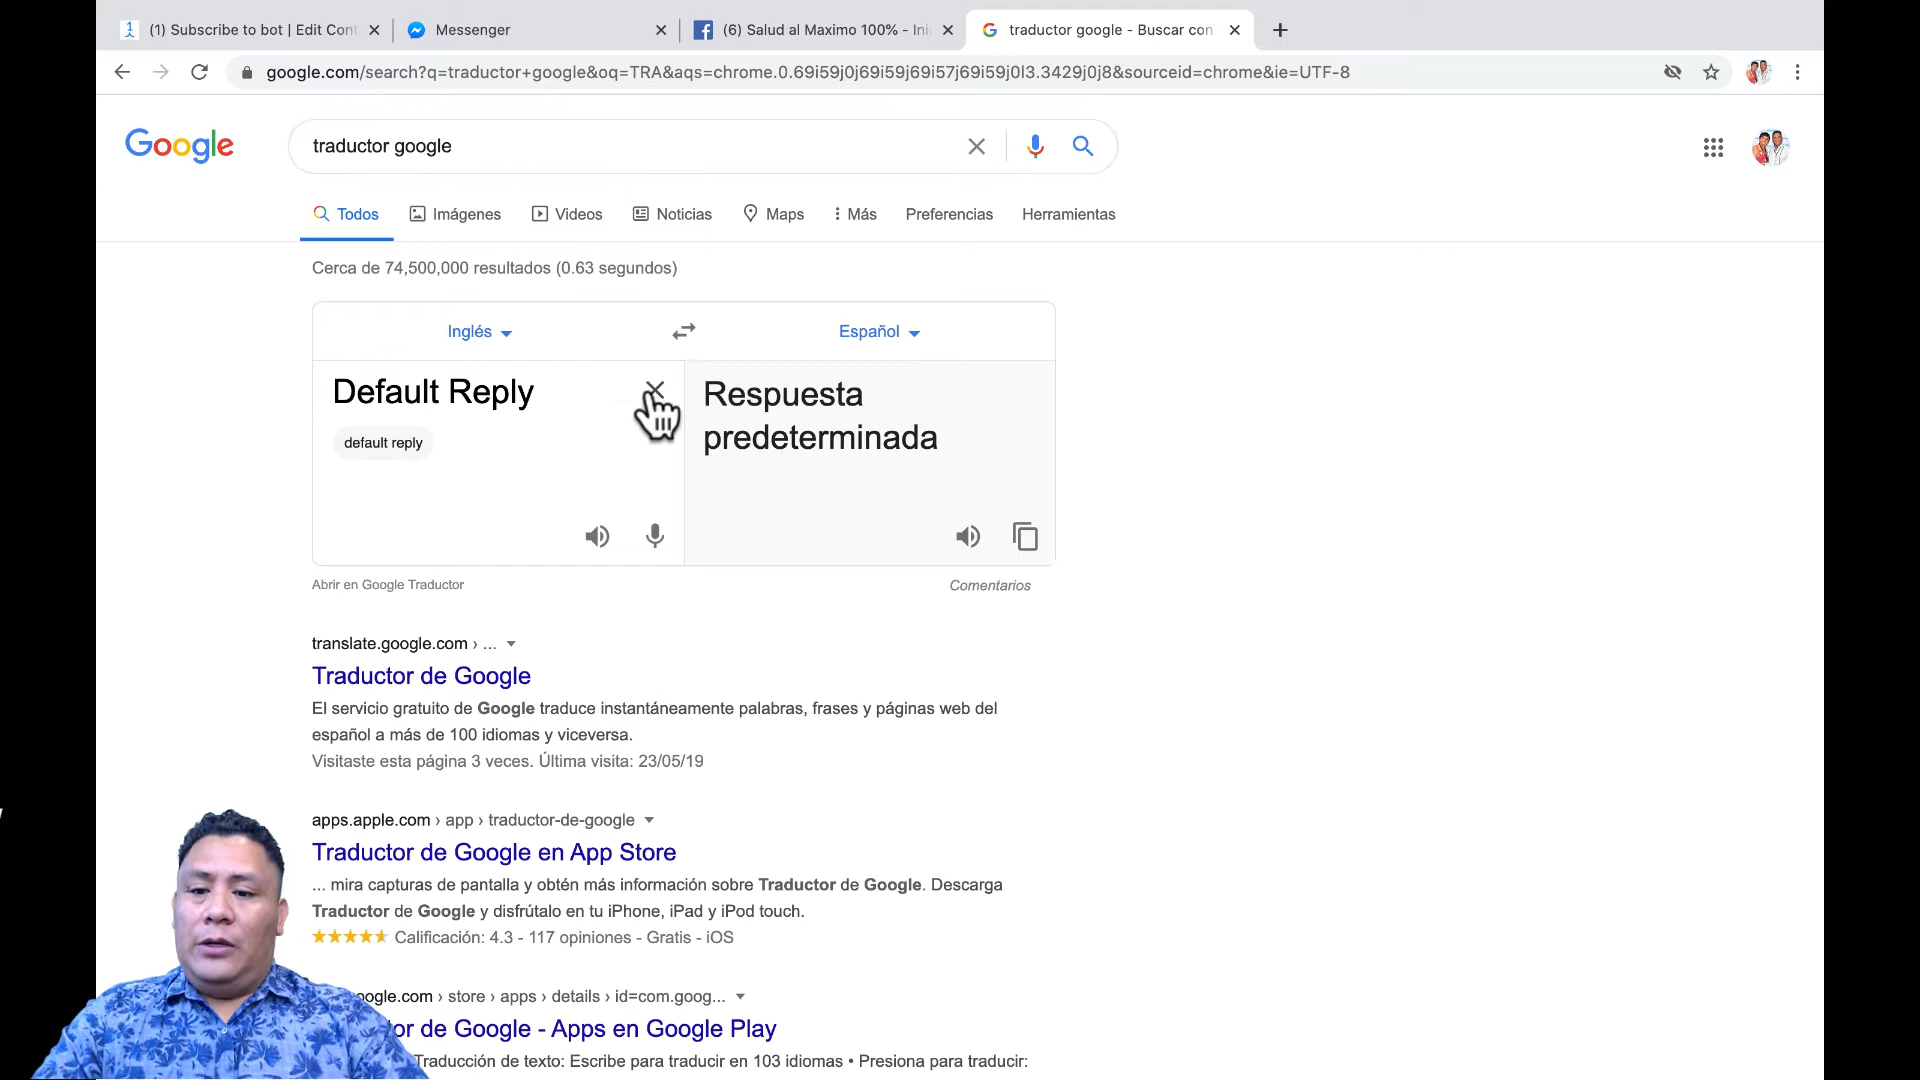 (1) Subscribe to bot | Edit Cont
Messenger
(6) Salud al Maximo 100% - Ini
traductor google - Buscar con
google.com/search?q=traductor+google&oq=TRA&aqs=chrome.0.69i59j0j69i59j69i57j69i59j0l3.3429j0j8&sourceid=chrome&ie=UTF-8
Google
traductor google
Todos
Imágenes
Videos
Noticias
Maps
Más
Preferencias
Herramientas
Cerca de 74,500,000 resultados (0.63 segundos)
Inglés
Español
Default Reply
default reply
Respuesta
predeterminada
Abrir en Google Traductor
Comentarios
translate.google.com › ...
Traductor de Google
El servicio gratuito de Google traduce instantáneamente palabras, frases y páginas web del
español a más de 100 idiomas y viceversa.
Visitaste esta página 3 veces. Última visita: 23/05/19
apps.apple.com › app › traductor-de-google
Traductor de Google en App Store
... mira capturas de pantalla y obtén más información sobre Traductor de Google. Descarga
Traductor de Google y disfrútalo en tu iPhone, iPad y iPod touch.
Calificación: 4.3 - 117 opiniones - Gratis - iOS
oogle.com › store › apps › details › id=com.goog...
or de Google - Apps en Google Play
Traducción de texto: Escribe para traducir en 103 idiomas • Presiona para traducir: